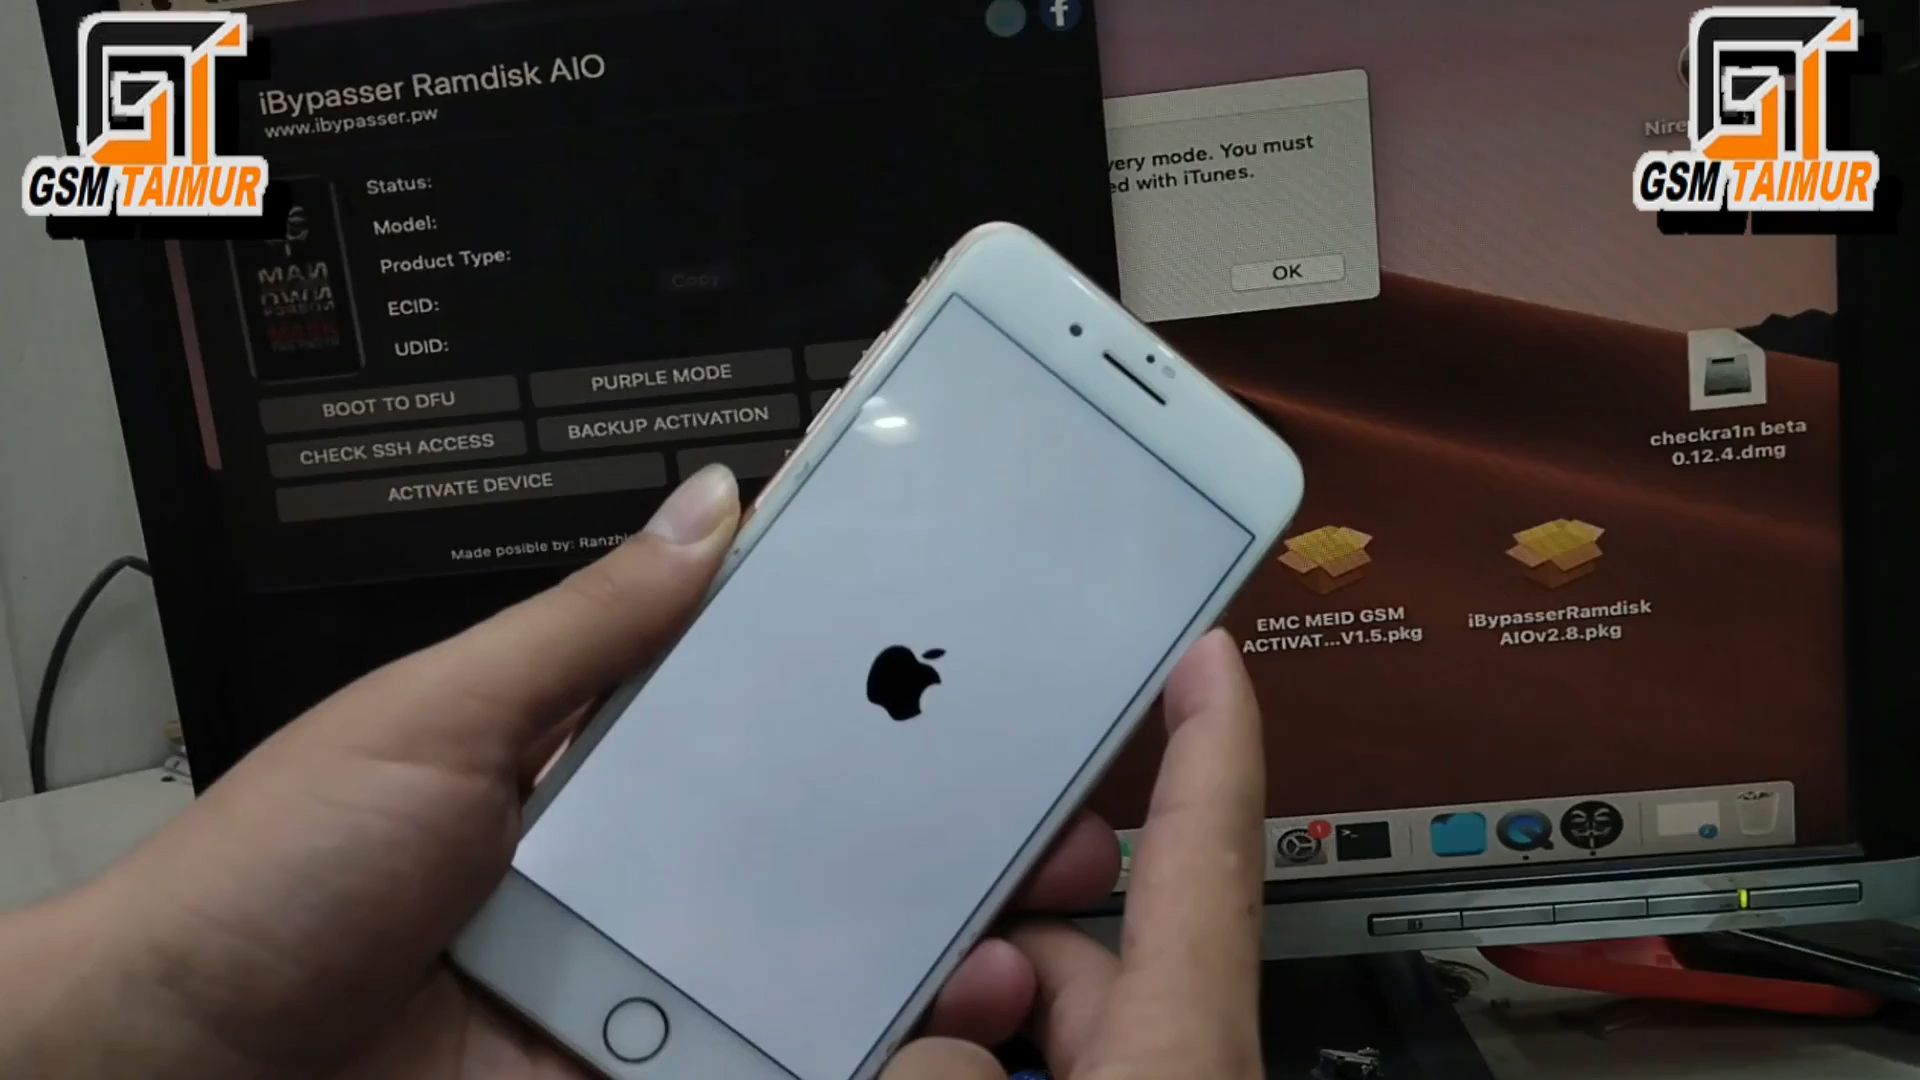 GSM TAIMUR
iBypasser Ramdisk AIO
www.ibypasser.pw
Status:
Model:
Product Type:
Copy
ECID:
UDID:
BOOT TO DFU
PURPLE MODE
CHECK SSH ACCESS
BACKUP ACTIVATION
ACTIVATE DEVICE
Made posible by:
very mode. You must
ed with iTunes.
OK
GSM TAIMUR
checkra1n beta
0.12.4.dmg
EMC MEID GSM
ACTIVAT...V1.5.pkg
iBypasserRamdisk
AIOv2.8.pkg
1